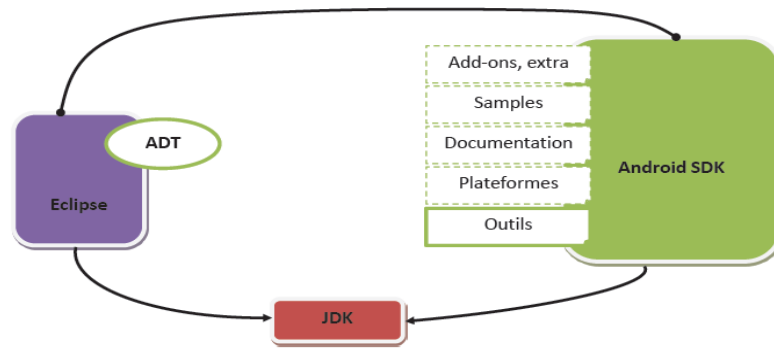 Add-ons, extra
Samples
ADT
Documentation
Android SDK
Plateformes
Eclipse
Outils
JDK